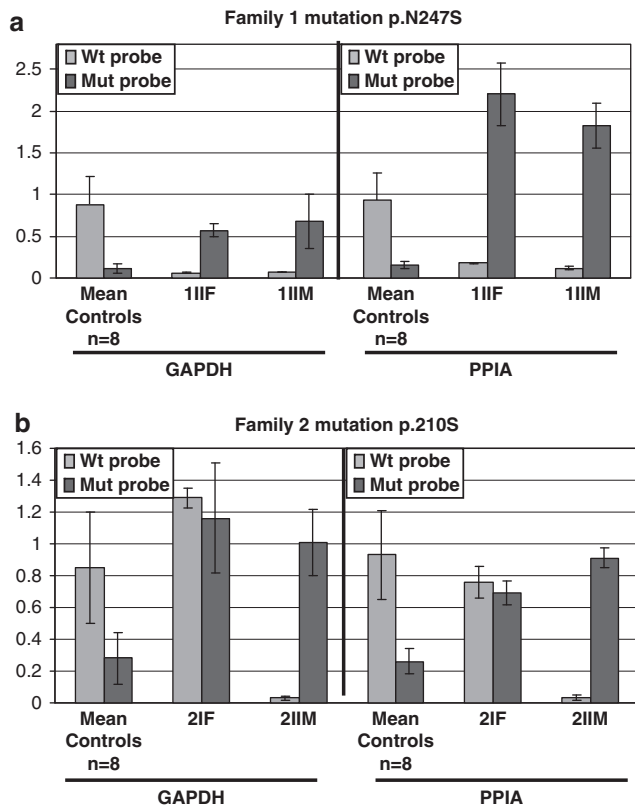 a
Family 1 mutation p.N247S
Wt probe
Mut probe
Wt probe
Mut probe
2.5
2
1.5
1
0.5
0
Mean Controls n=8
1IIF
1IIM
Mean Controls n=8
1IIF
1IIM
GAPDH
PPIA
b
Family 2 mutation p.210S
Wt probe
Mut probe
Wt probe
Mut probe
1.6
1.4
1.2
1
0.8
0.6
0.4
0.2
0
Mean Controls n=8
2IF
2IIM
Mean Controls n=8
2IF
2IIM
GAPDH
PPIA